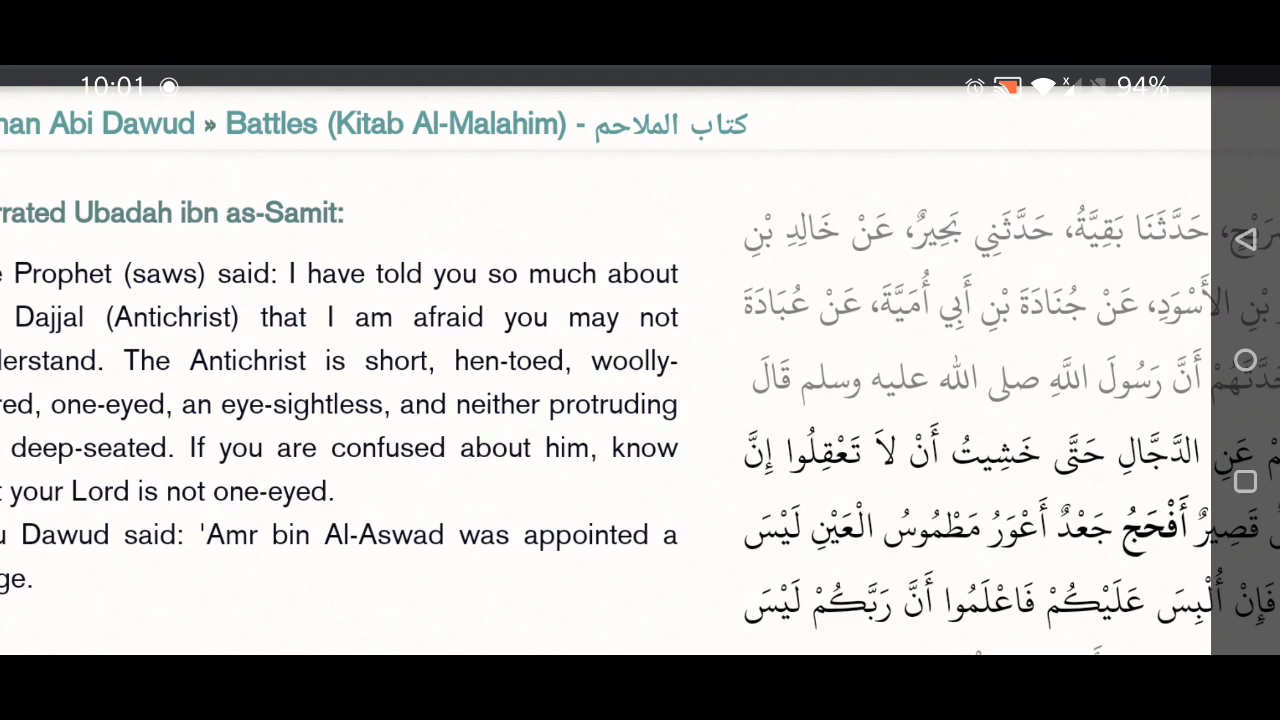 10:01
94%
nan Abi Dawud » Battles (Kitab Al-Malahim) - كتاب الملاحم
rrated Ubadah ibn as-Samit:
e Prophet (saws) said: I have told you so much about
Dajjal (Antichrist) that I am afraid you may not
derstand. The Antichrist is short, hen-toed, woolly-
red, one-eyed, an eye-sightless, and neither protruding
deep-seated. If you are confused about him, know
t your Lord is not one-eyed.
u Dawud said: 'Amr bin Al-Aswad was appointed a
ge.
حَدَّثَنَا بَقِيَّةُ، حَدَّثَنِي بَحِيرٌ، عَنْ خَالِدِ بْنِ
بْنِ الأَسْوَدِ، عَنْ جُنَادَةَ بْنِ أَبِي أُمَيَّةَ، عَنْ عُبَادَةَ
حَدَّثَهُمْ أَنَّ رَسُولَ اللَّهِ صلى الله عليه وسلم قَالَ
عَنِ الدَّجَّالِ حَتَّى خَشِيتُ أَنْ لاَ تَعْقِلُوا إِنَّ
قَصِيرٌ أَفْحَجُ جَعْدٌ أَعْوَرُ مَطْمُوسُ الْعَيْنِ لَيْسَ
فَإِنْ أُلْبِسَ عَلَيْكُمْ فَاعْلَمُوا أَنَّ رَبَّكُمْ لَيْسَ